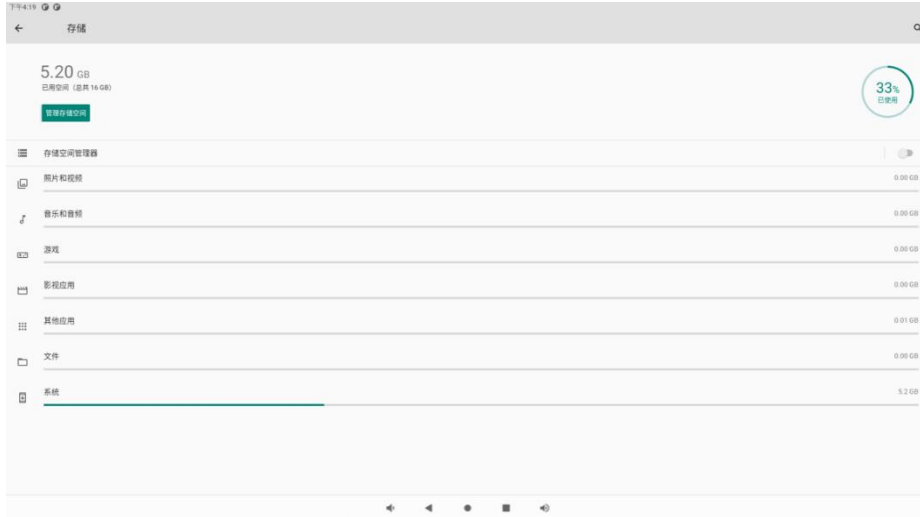 下午4:19
存储
5.20 GB
已用空间（总共 16 GB）
33%
已使用
管理存储空间
存储空间管理器
照片和视频 0.00 GB
音乐和音频 0.00 GB
游戏 0.00 GB
影视应用 0.00 GB
其他应用 0.01 GB
文件 0.00 GB
系统 5.2 GB